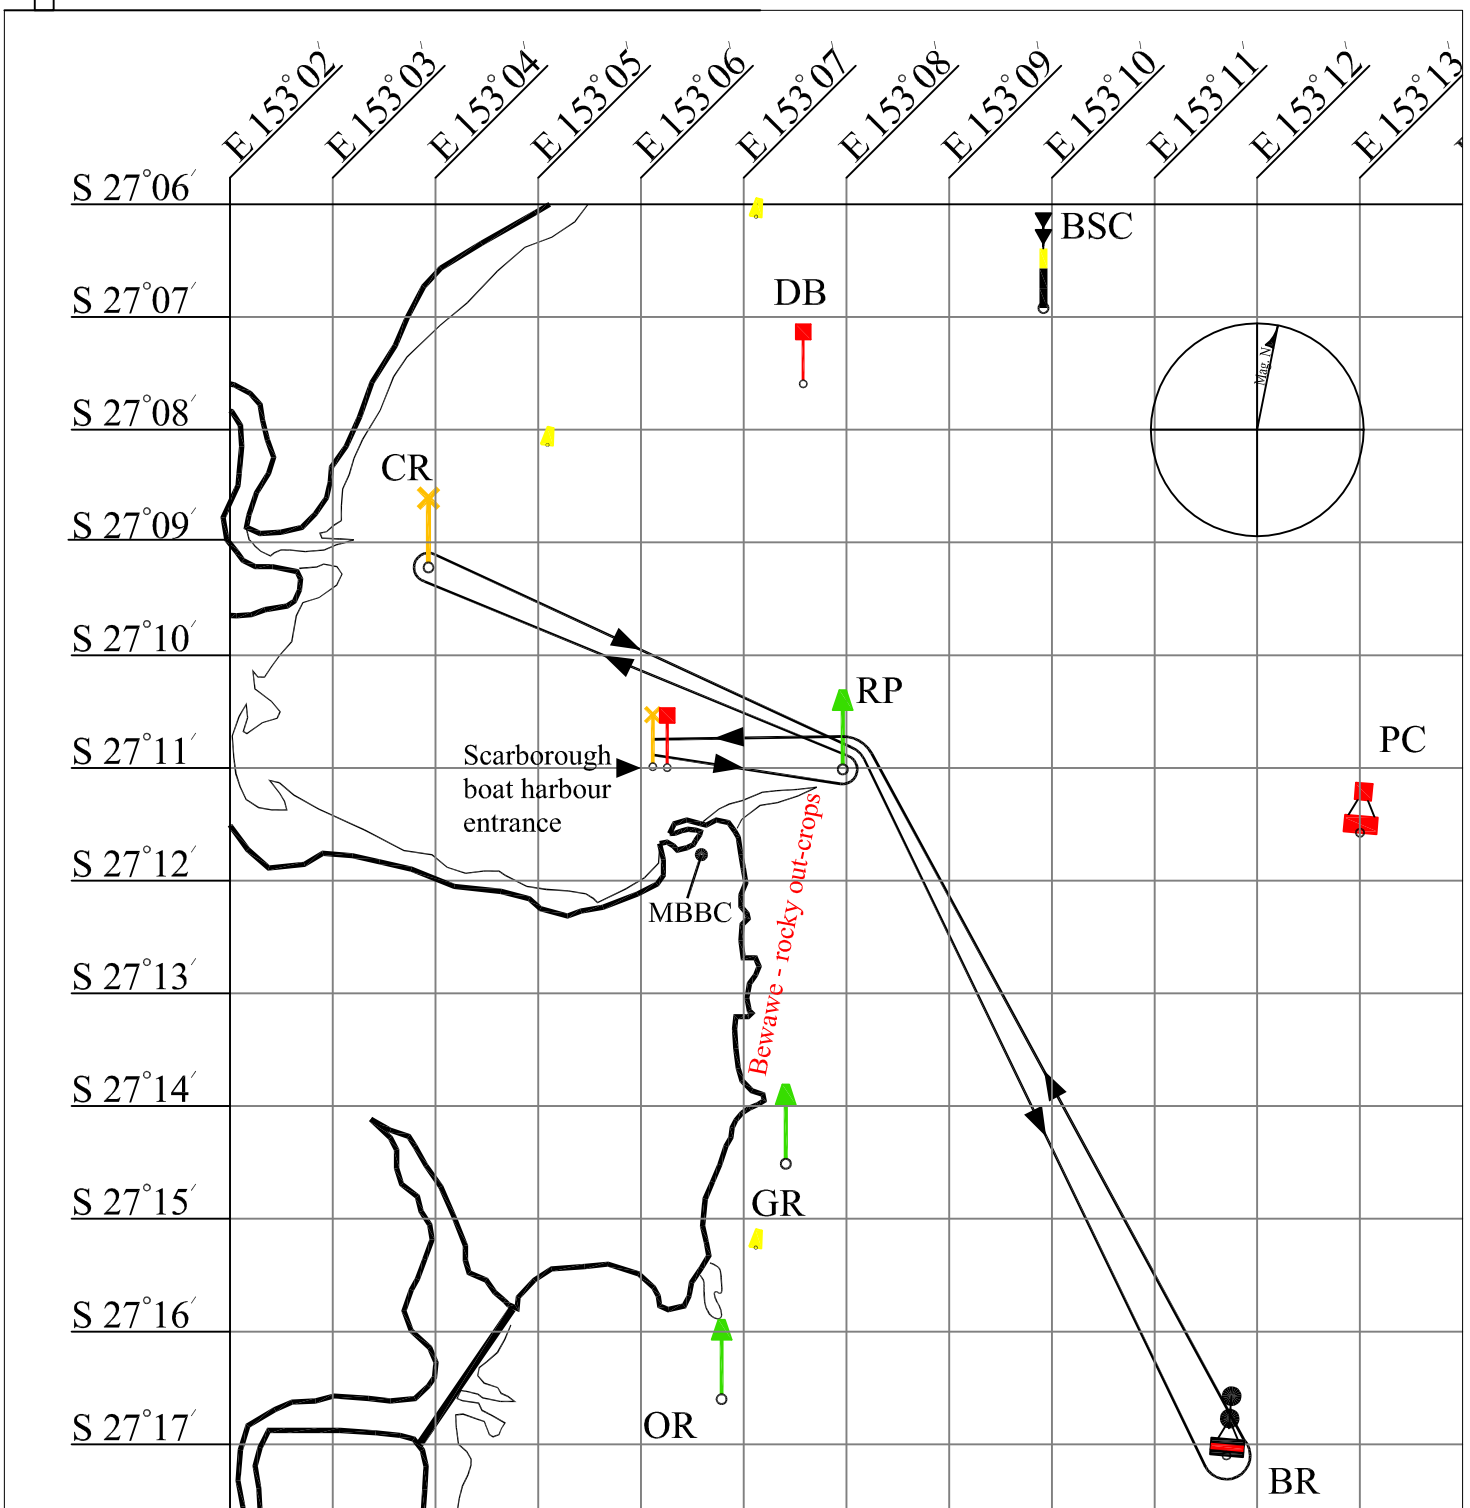 E 153°02′
E 153°03′
E 153°04′
E 153°05′
E 153°06′
E 153°07′
E 153°08′
E 153°09′
E 153°10′
E 153°11′
E 153°12′
E 153°13
S 27°06′
BSC
DB
S 27°07′
Mag. N
S 27°08′
CR
S 27°09′
S 27°10′
RP
PC
S 27°11′
Scarborough
boat harbour
entrance
Bewawe - rocky out-crops
S 27°12′
MBBC
S 27°13′
S 27°14′
S 27°15′
GR
S 27°16′
OR
S 27°17′
BR